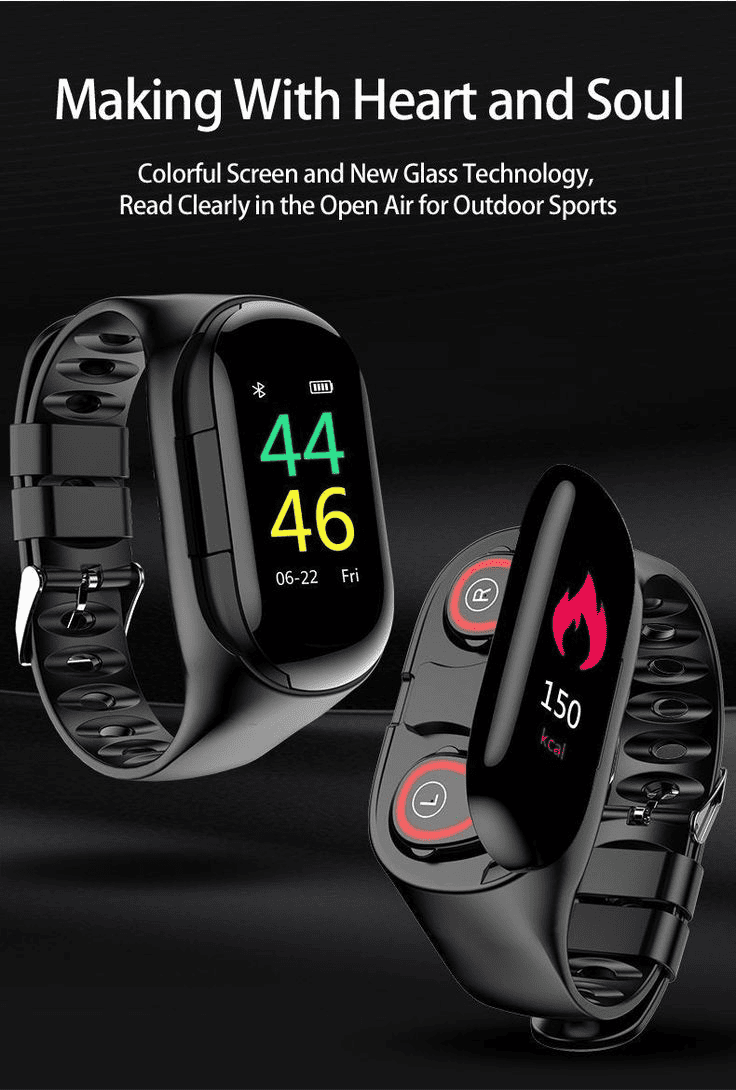 Making With Heart and Soul
Colorful Screen and New Glass Technology,
Read Clearly in the Open Air for Outdoor Sports
44
46
06-22 Fri
R
150
kcal
L